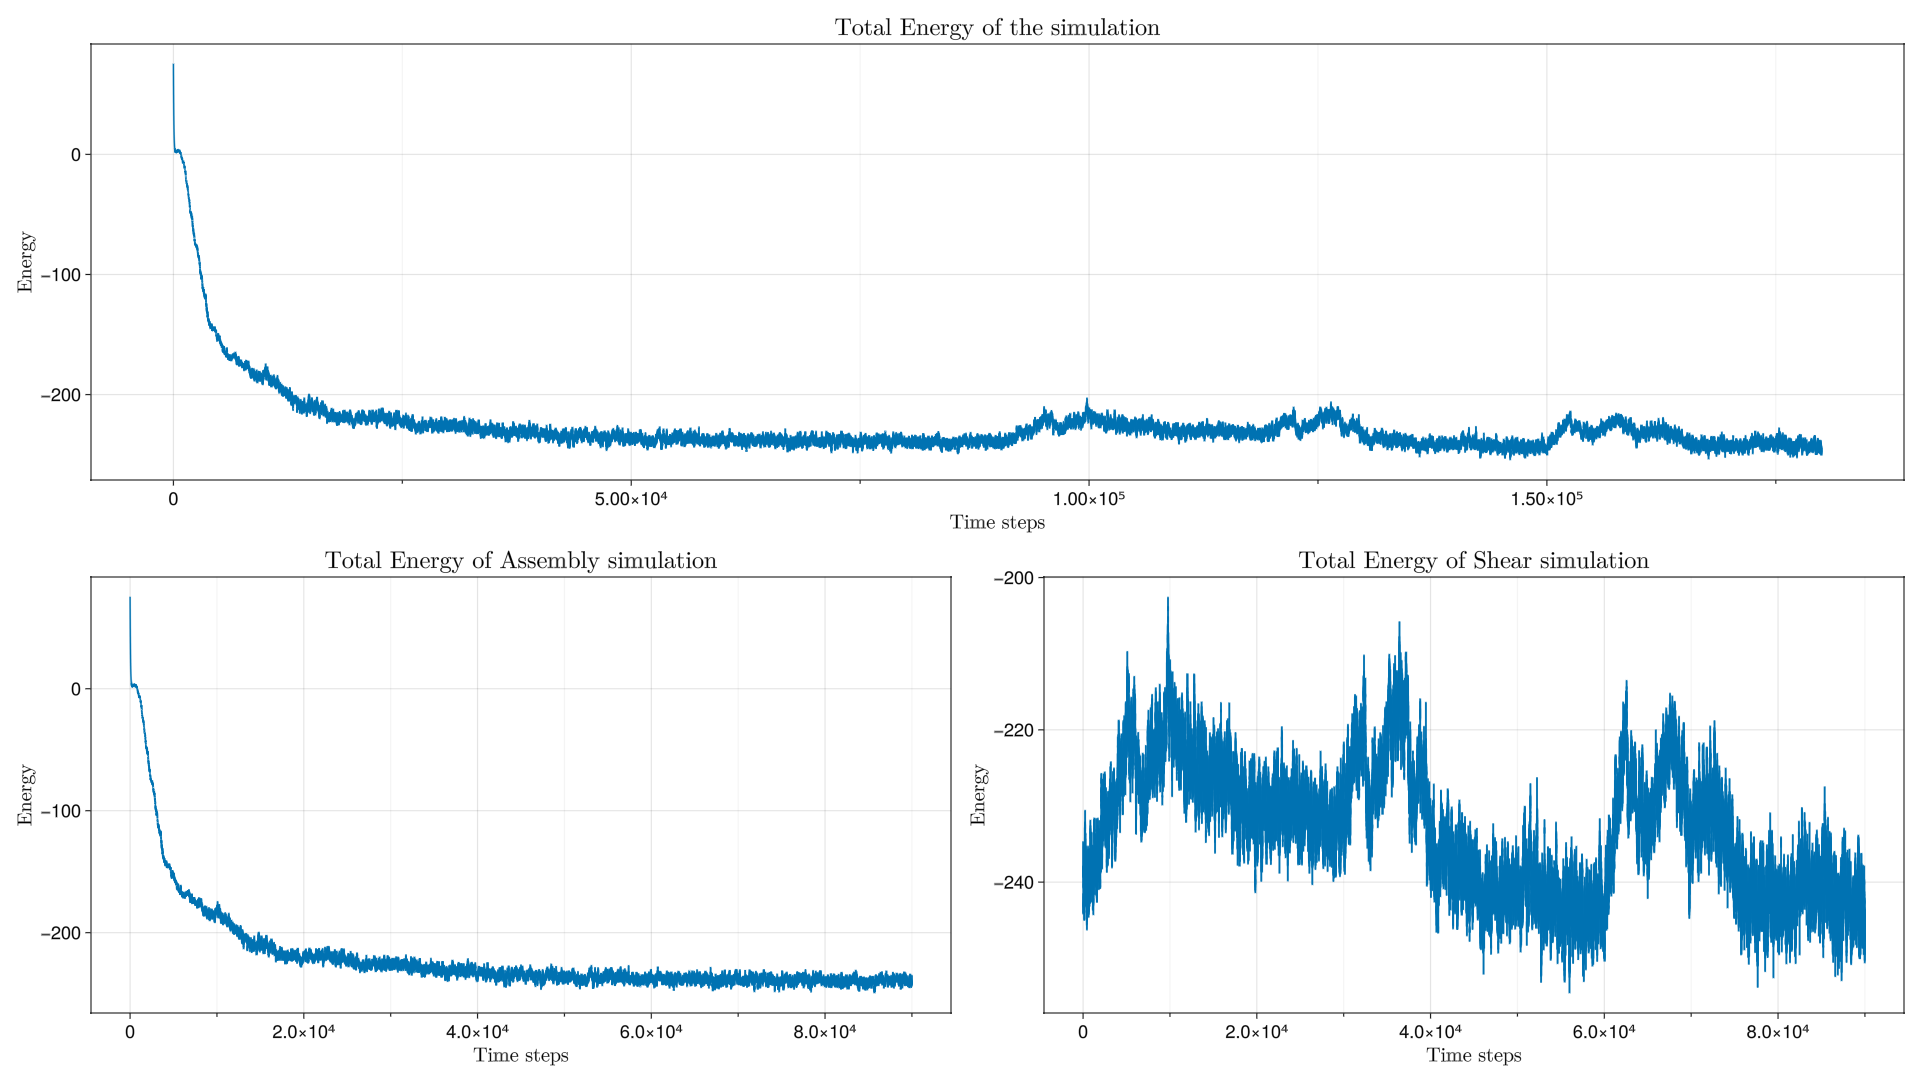 Total Energy of the simulation
Energy
0
−100
−200
0 5.00×10⁴ 1.00×10⁵ 1.50×10⁵
Time steps
Total Energy of Assembly simulation
Energy
0
−100
−200
0 2.0×10⁴ 4.0×10⁴ 6.0×10⁴ 8.0×10⁴
Time steps
Total Energy of Shear simulation
Energy
−200
−220
−240
0 2.0×10⁴ 4.0×10⁴ 6.0×10⁴ 8.0×10⁴
Time steps